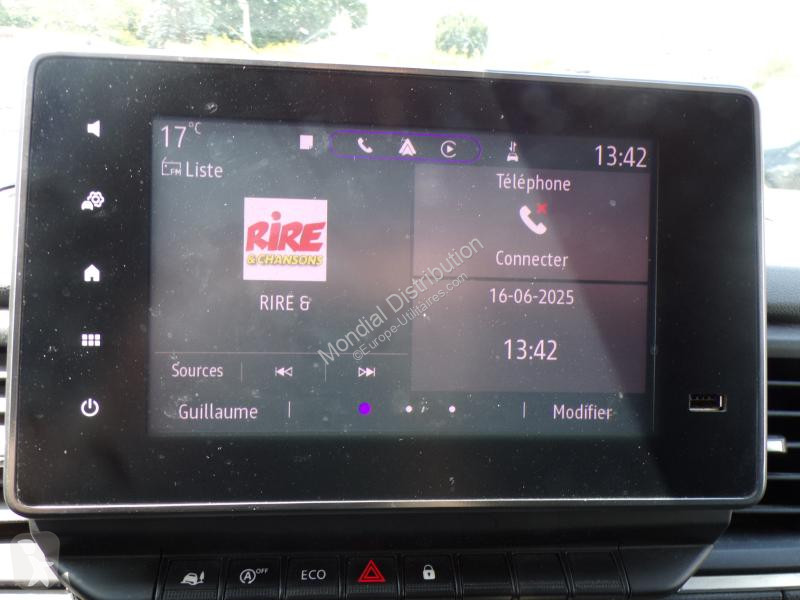 17°C
13:42
FM Liste
Téléphone
RIRE
& CHANSONS
Connecter
RIRE &
16-06-2025
13:42
Sources
Guillaume
Modifier
Mondial Distribution
©Europe-Utilitaires.com
A OFF
ECO